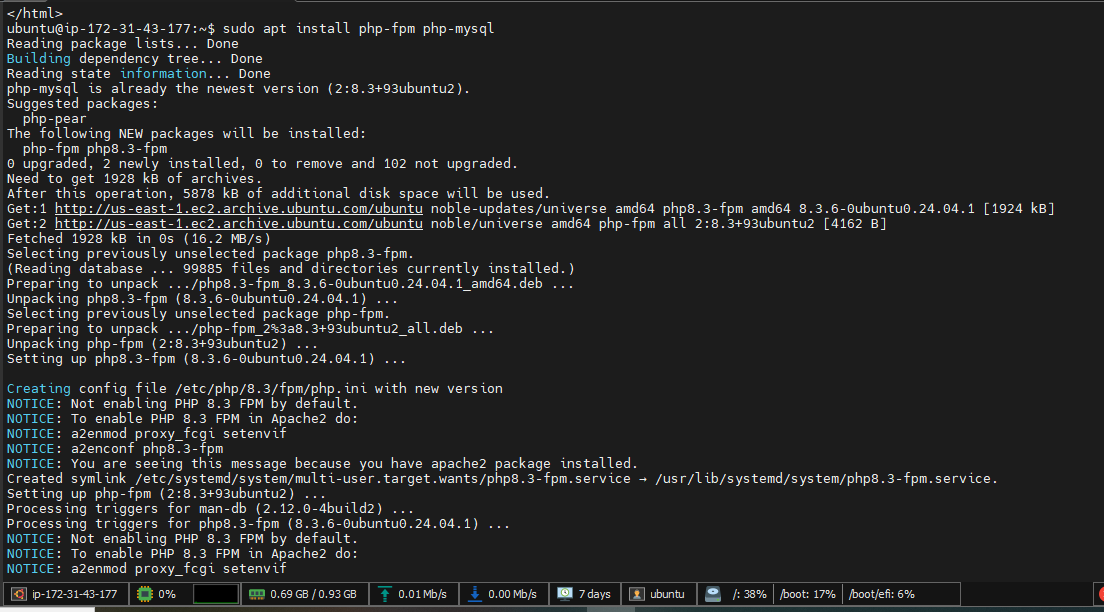 </html>
ubuntu@ip-172-31-43-177:~$ sudo apt install php-fpm php-mysql
Reading package lists... Done
Building dependency tree... Done
Reading state information... Done
php-mysql is already the newest version (2:8.3+93ubuntu2).
Suggested packages:
  php-pear
The following NEW packages will be installed:
  php-fpm php8.3-fpm
0 upgraded, 2 newly installed, 0 to remove and 102 not upgraded.
Need to get 1928 kB of archives.
After this operation, 5878 kB of additional disk space will be used.
Get:1 http://us-east-1.ec2.archive.ubuntu.com/ubuntu noble-updates/universe amd64 php8.3-fpm amd64 8.3.6-0ubuntu0.24.04.1 [1924 kB]
Get:2 http://us-east-1.ec2.archive.ubuntu.com/ubuntu noble/universe amd64 php-fpm all 2:8.3+93ubuntu2 [4162 B]
Fetched 1928 kB in 0s (16.2 MB/s)
Selecting previously unselected package php8.3-fpm.
(Reading database ... 99885 files and directories currently installed.)
Preparing to unpack .../php8.3-fpm_8.3.6-0ubuntu0.24.04.1_amd64.deb ...
Unpacking php8.3-fpm (8.3.6-0ubuntu0.24.04.1) ...
Selecting previously unselected package php-fpm.
Preparing to unpack .../php-fpm_2%3a8.3+93ubuntu2_all.deb ...
Unpacking php-fpm (2:8.3+93ubuntu2) ...
Setting up php8.3-fpm (8.3.6-0ubuntu0.24.04.1) ...

Creating config file /etc/php/8.3/fpm/php.ini with new version
NOTICE: Not enabling PHP 8.3 FPM by default.
NOTICE: To enable PHP 8.3 FPM in Apache2 do:
NOTICE: a2enmod proxy_fcgi setenvif
NOTICE: a2enconf php8.3-fpm
NOTICE: You are seeing this message because you have apache2 package installed.
Created symlink /etc/systemd/system/multi-user.target.wants/php8.3-fpm.service → /usr/lib/systemd/system/php8.3-fpm.service.
Setting up php-fpm (2:8.3+93ubuntu2) ...
Processing triggers for man-db (2.12.0-4build2) ...
Processing triggers for php8.3-fpm (8.3.6-0ubuntu0.24.04.1) ...
NOTICE: Not enabling PHP 8.3 FPM by default.
NOTICE: To enable PHP 8.3 FPM in Apache2 do:
NOTICE: a2enmod proxy_fcgi setenvif
ip-172-31-43-177 0% 0.69 GB / 0.93 GB 0.01 Mb/s 0.00 Mb/s 7 days ubuntu /: 38% /boot: 17% /boot/efi: 6%